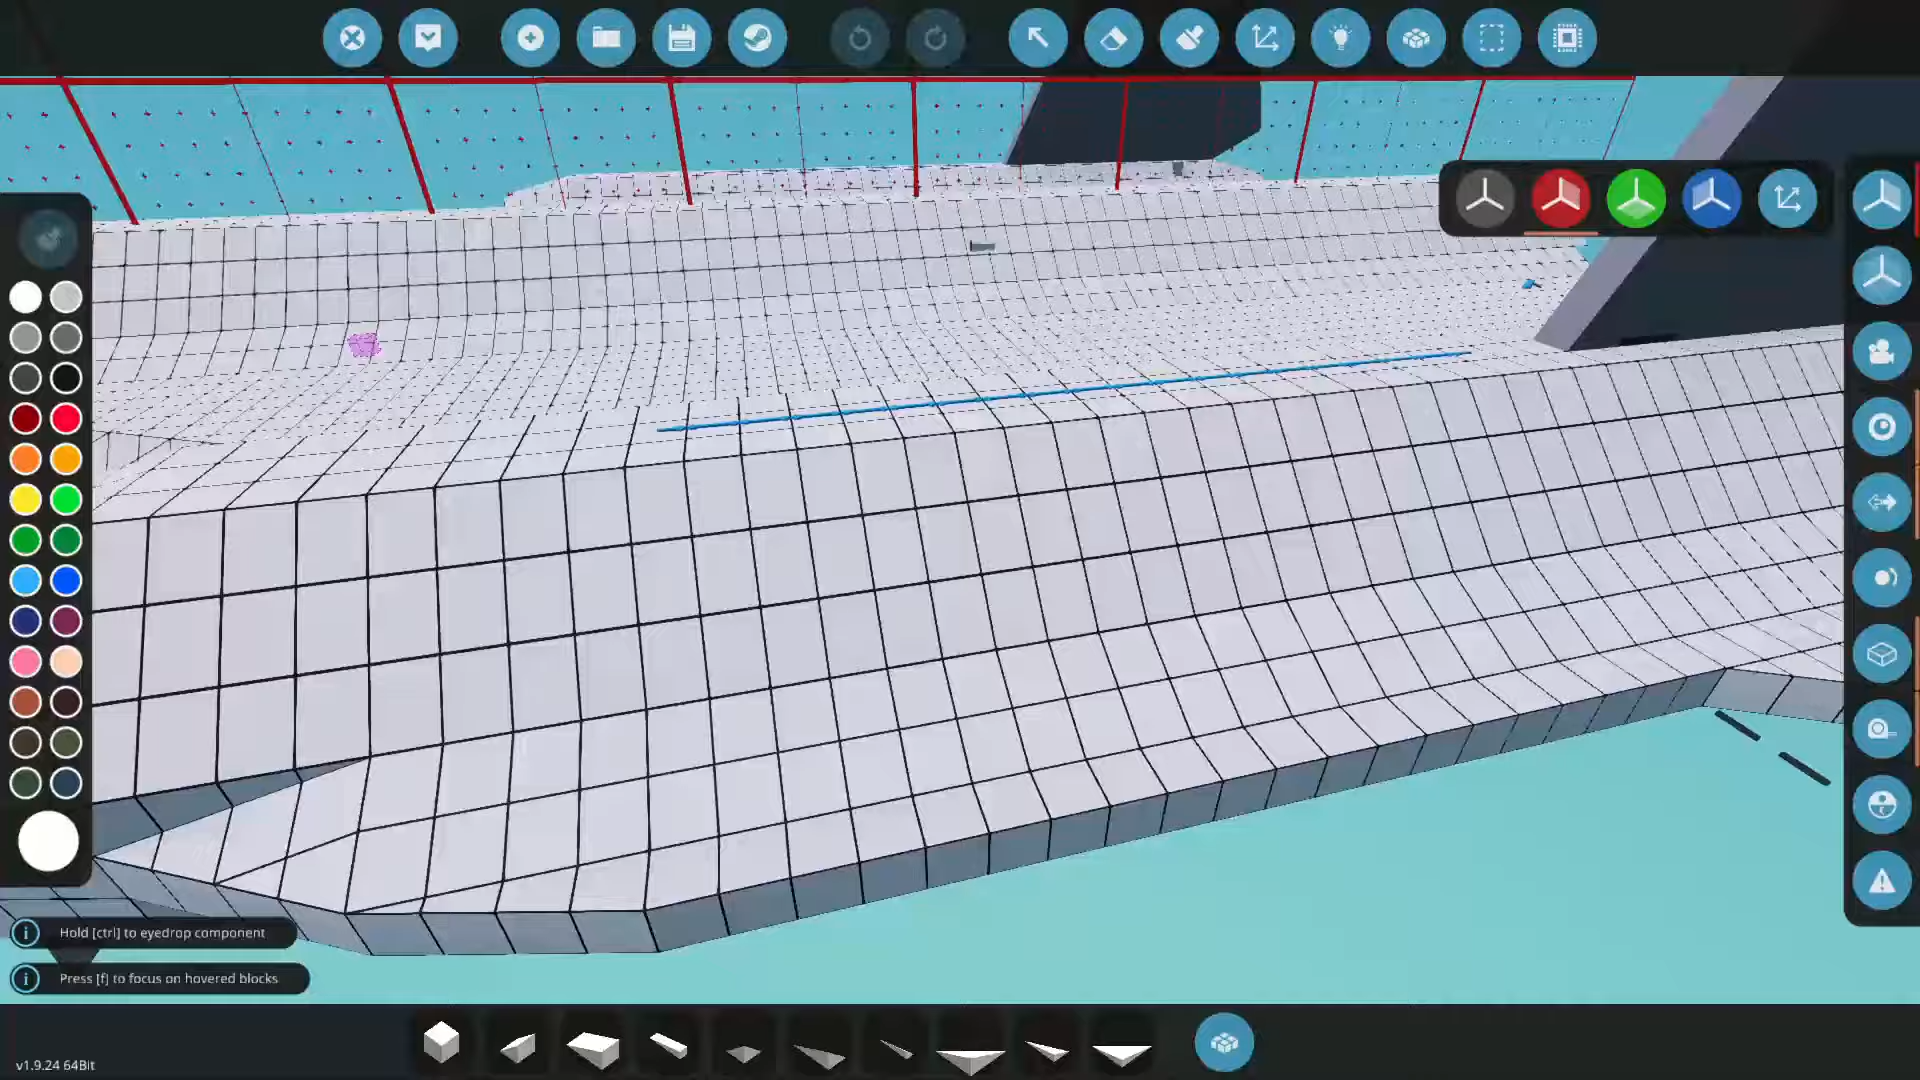 Hold [ctrl] to eyedrop component
Press [f] to focus on hovered blocks
v1.9.24 64Bit